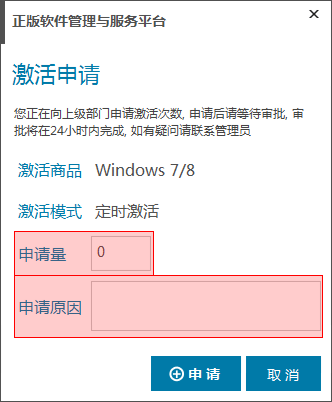 正版软件管理与服务平台
激活申请
您正在向上级部门申请激活次数, 申请后请等待审批, 审
批将在24小时内完成, 如有疑问请联系管理员
激活商品 Windows 7/8
激活模式 定时激活
申请量 0
申请原因
申 请 取 消